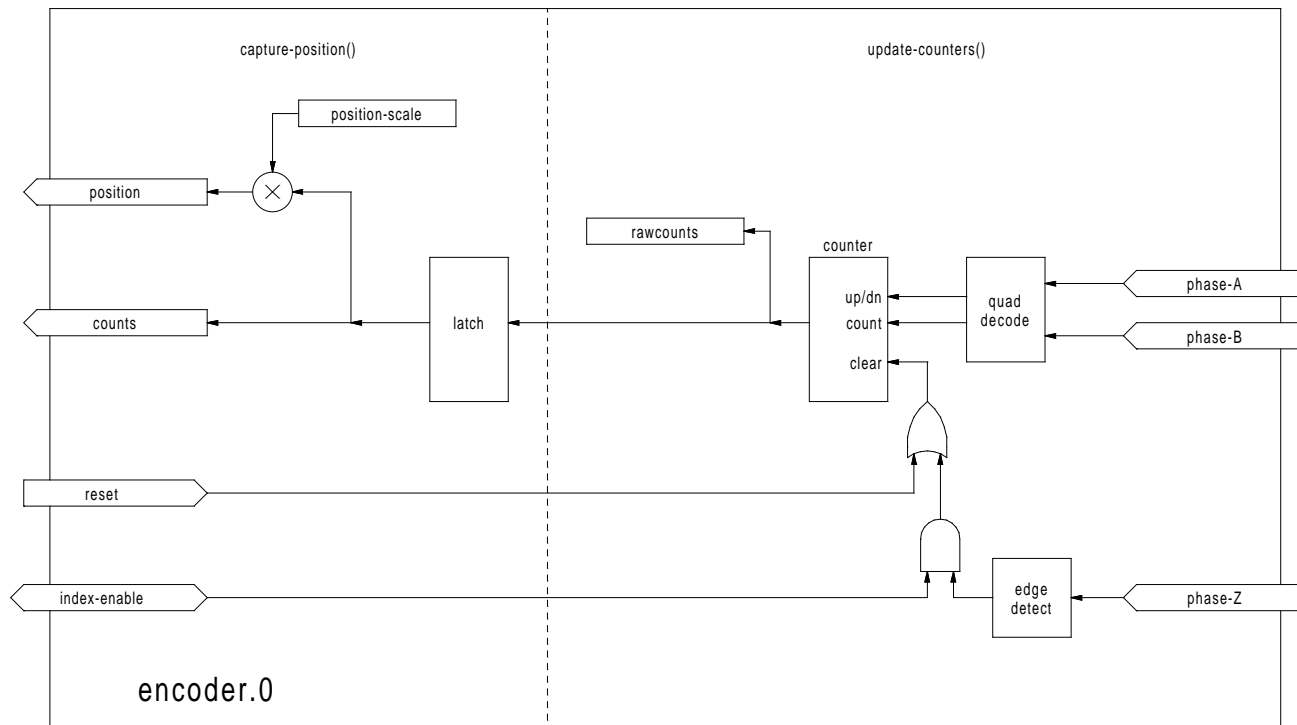 capture-position()
update-counters()
position-scale
position
rawcounts
counter
up/dn
count
clear
quad
decode
phase-A
phase-B
counts
latch
reset
index-enable
edge
detect
phase-Z
encoder.0